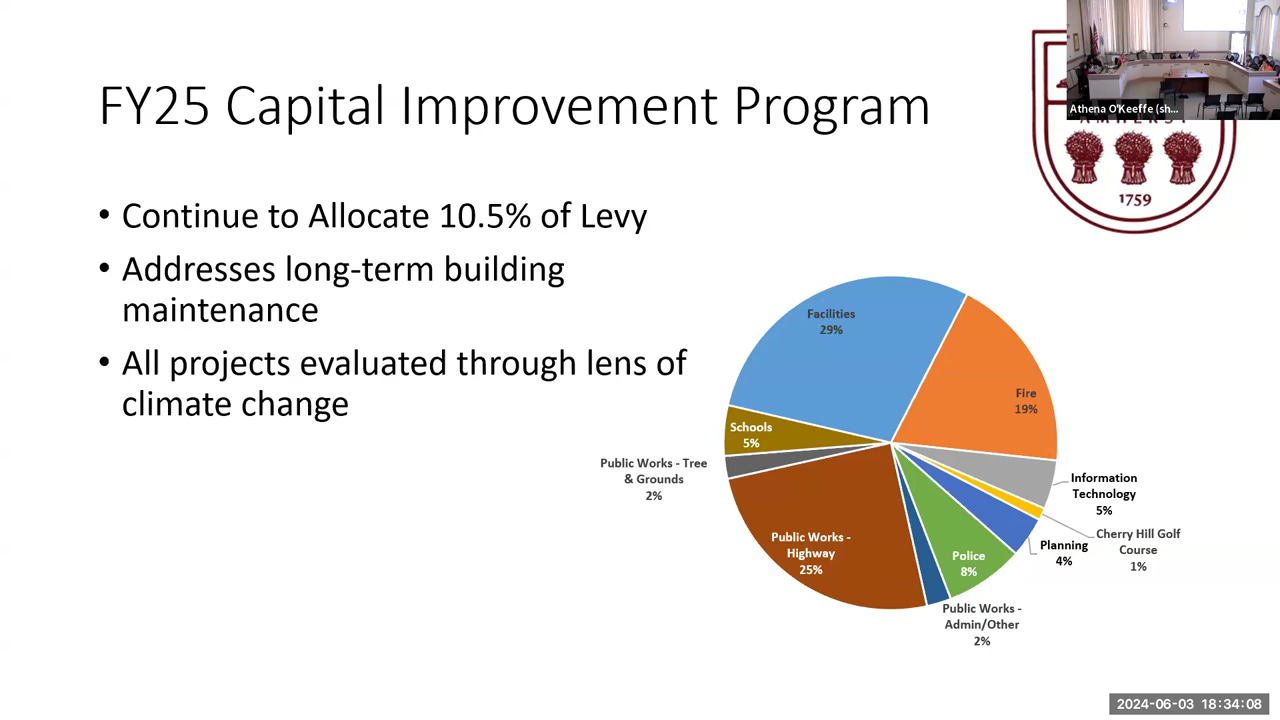 FY25 Capital Improvement Program
Athena O'Keeffe (sh...
1759
• Continue to Allocate 10.5% of Levy
• Addresses long-term building
maintenance
• All projects evaluated through lens of
climate change
Facilities
29%
Fire
19%
Schools
5%
Public Works - Tree
& Grounds
2%
Information
Technology
5%
Cherry Hill Golf
Course
1%
Planning
4%
Public Works -
Highway
25%
Police
8%
Public Works -
Admin/Other
2%
2024-06-03 18:34:08